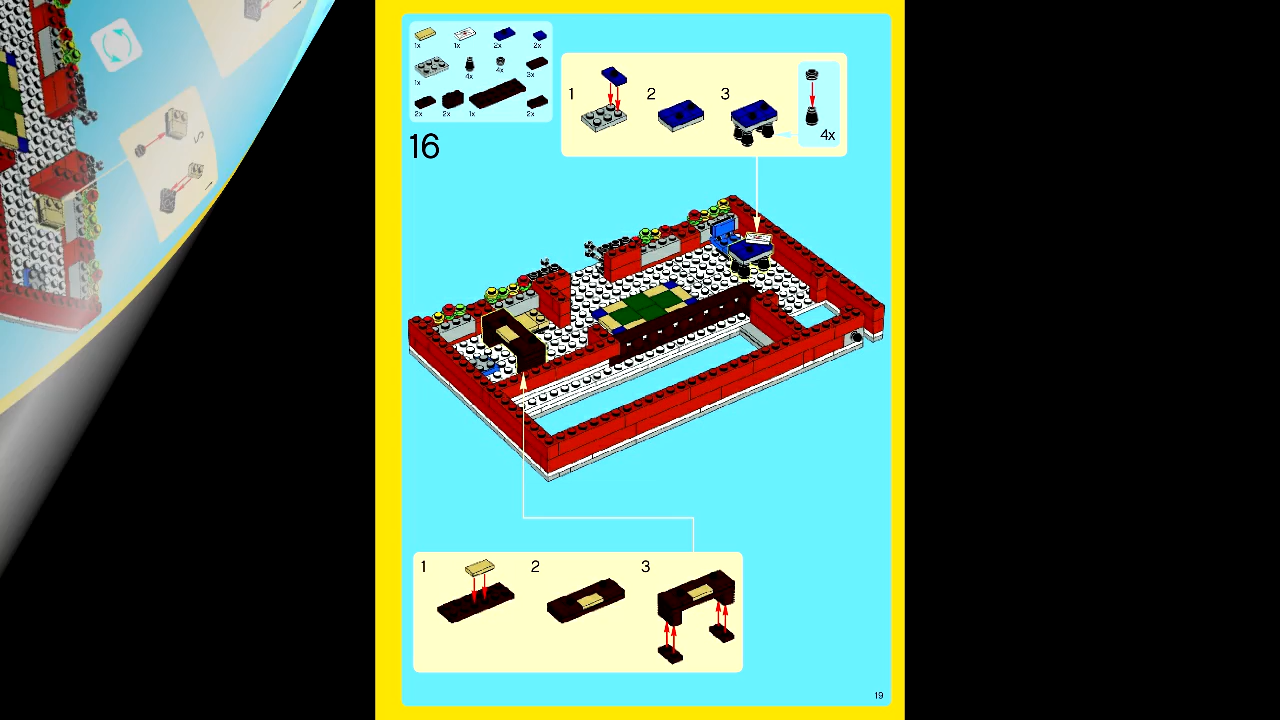 1x 1x 2x 2x
1x 4x 4x 3x
2x 2x 1x 2x
16
1 2 3
4x
1 2 3
19